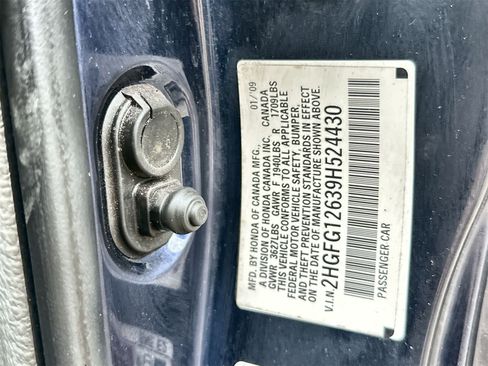 MFD. BY HONDA OF CANADA MFG., 01/09
A DIVISION OF HONDA CANADA INC. CANADA
GVWR 3627LBS GAWR F 1940LBS R 1709LBS
THIS VEHICLE CONFORMS TO ALL APPLICABLE
FEDERAL MOTOR VEHICLE SAFETY, BUMPER,
AND THEFT PREVENTION STANDARDS IN EFFECT
ON THE DATE OF MANUFACTURE SHOWN ABOVE.
V.I.N. 2HGFG12639H524430
PASSENGER CAR